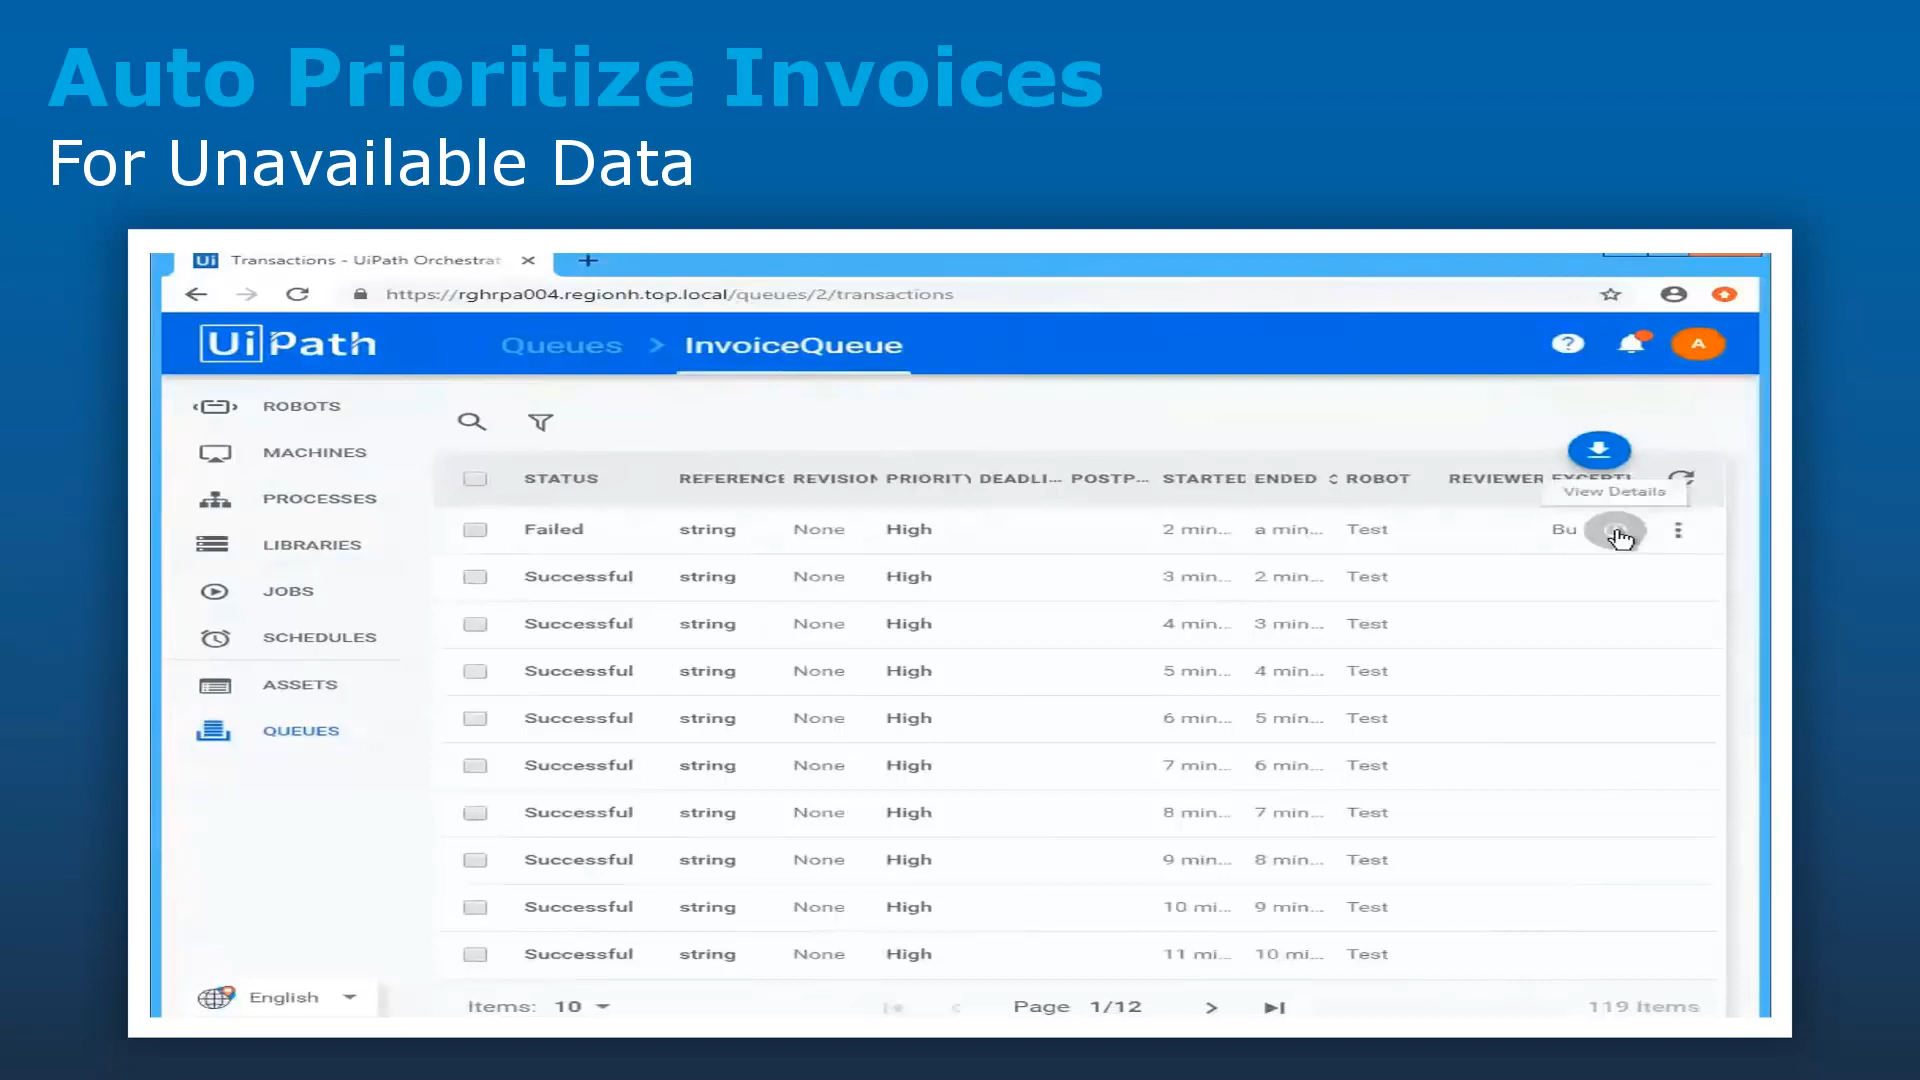 Auto Prioritize Invoices
For Unavailable Data
Ui Transactions - UiPath Orchestrat
https://rghrpa004.regionh.top.local/queues/2/transactions
UiPath Queues > InvoiceQueue ? A
ROBOTS
MACHINES
PROCESSES
LIBRARIES
JOBS
SCHEDULES
ASSETS
QUEUES
English
STATUS REFERENCE REVISION PRIORITY DEADLI... POSTP... STARTED ENDED ROBOT REVIEWER EXCEPTI
View Details
Failed string None High 2 min... a min... Test Bu
Successful string None High 3 min... 2 min... Test
Successful string None High 4 min... 3 min... Test
Successful string None High 5 min... 4 min... Test
Successful string None High 6 min... 5 min... Test
Successful string None High 7 min... 6 min... Test
Successful string None High 8 min... 7 min... Test
Successful string None High 9 min... 8 min... Test
Successful string None High 10 mi... 9 min... Test
Successful string None High 11 mi... 10 mi... Test
Items: 10 Page 1/12 119 Items